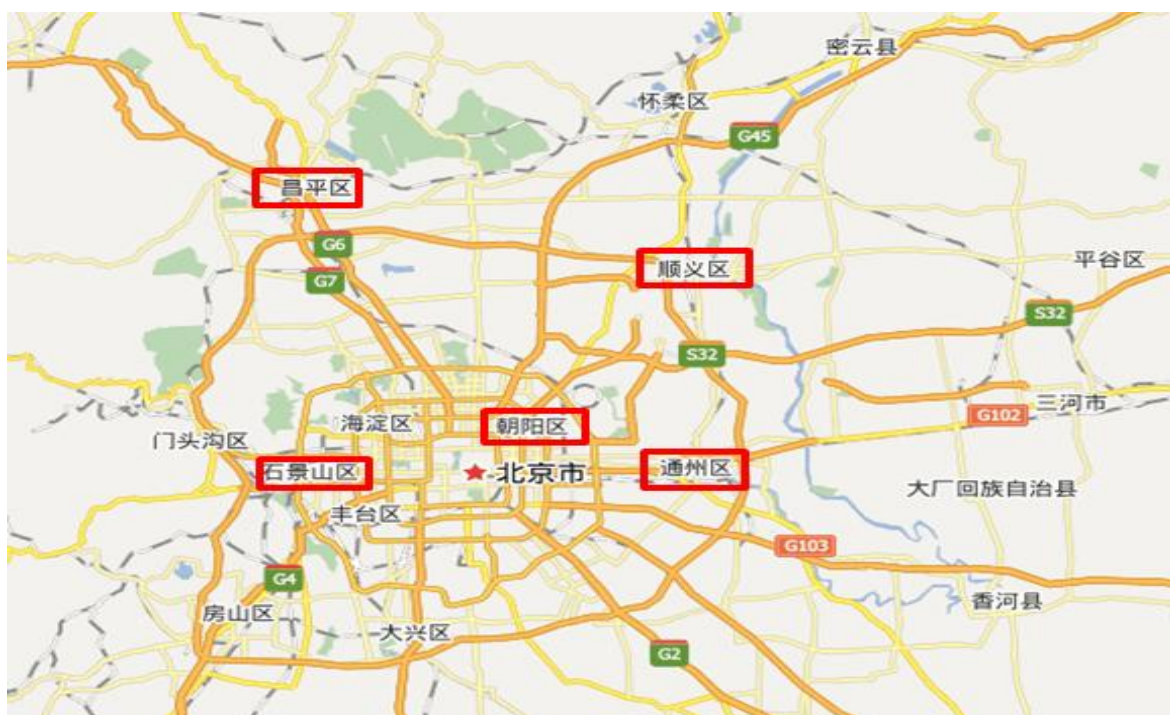 密云县
怀柔区
G45
昌平区
G6
顺义区
平谷区
G7
S32
S32
朝阳区
海淀区
三河市
G102
门头沟区
石景山区
北京市
通州区
大厂回族自治县
丰台区
G103
G4
香河县
房山区
大兴区
G2